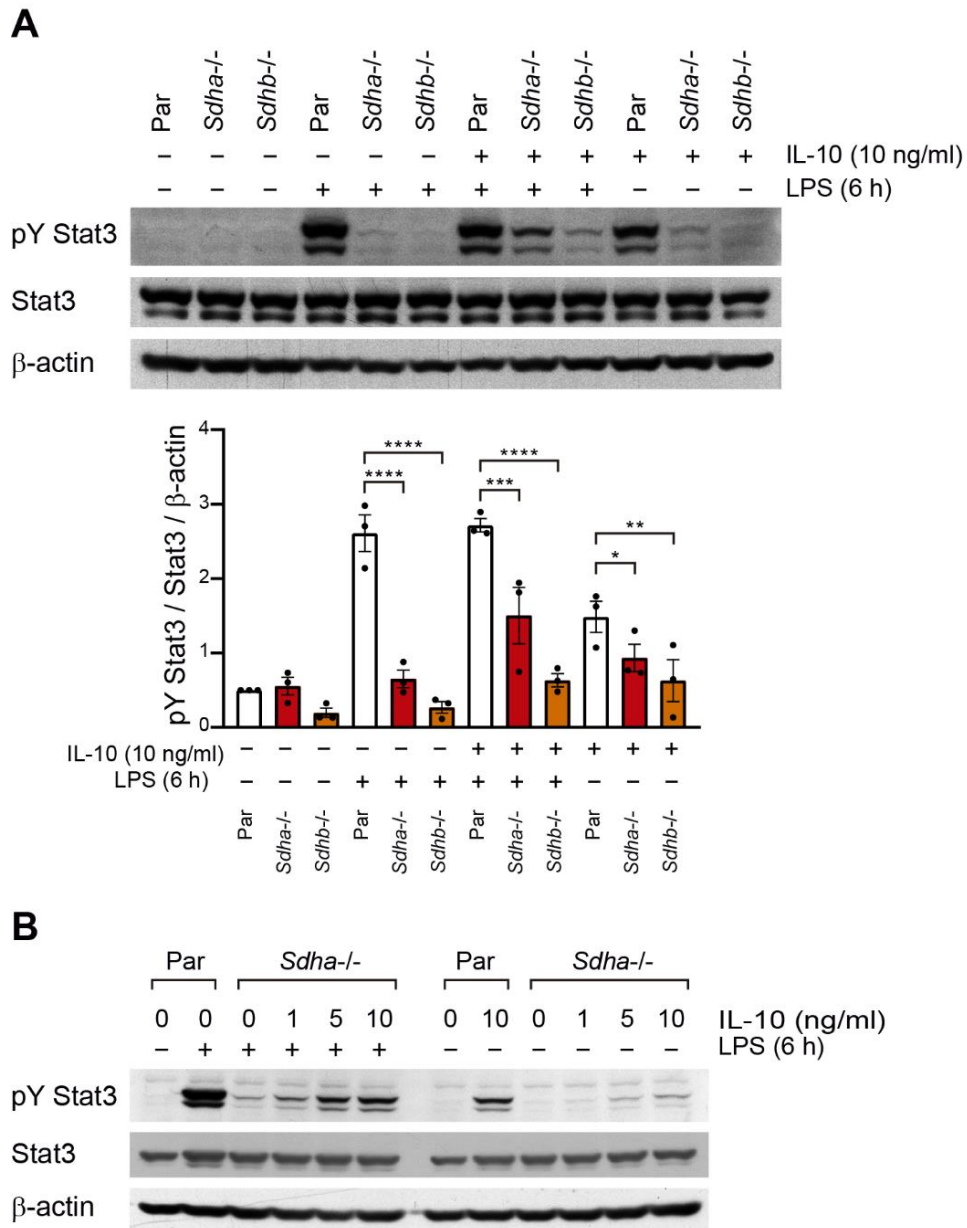 A
Par Sdha-/- Sdhb-/- Par Sdha-/- Sdhb-/- Par Sdha-/- Sdhb-/- Par Sdha-/- Sdhb-/-
– – – – – – + + + + + + IL-10 (10 ng/ml)
– – – + + + + + + – – – LPS (6 h)
pY Stat3
Stat3
β-actin
pY Stat3 / Stat3 / β-actin
4
3
2
1
0
**** ****
**** ***
**
*
IL-10 (10 ng/ml) – – – – – – + + + + + +
LPS (6 h) – – – + + + + + + – – –
Par Sdha-/- Sdhb-/- Par Sdha-/- Sdhb-/- Par Sdha-/- Sdhb-/- Par Sdha-/- Sdhb-/-
B
Par Sdha-/- Par Sdha-/-
0 0 0 1 5 10 0 10 0 1 5 10 IL-10 (ng/ml)
– + + + + + – – – – – – LPS (6 h)
pY Stat3
Stat3
β-actin